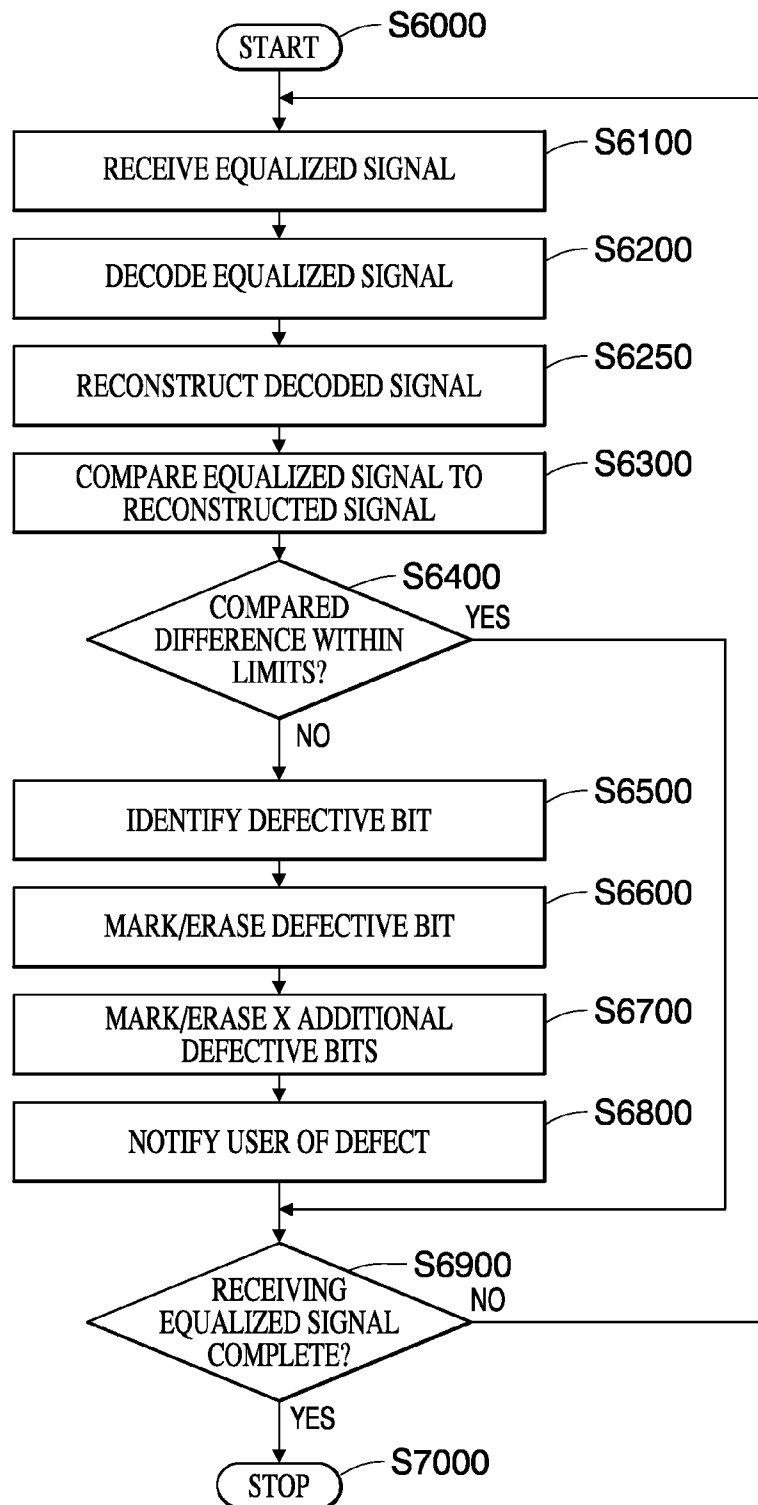 START
S6000
RECEIVE EQUALIZED SIGNAL
S6100
DECODE EQUALIZED SIGNAL
S6200
RECONSTRUCT DECODED SIGNAL
S6250
COMPARE EQUALIZED SIGNAL TO
RECONSTRUCTED SIGNAL
S6300
S6400
COMPARED
DIFFERENCE WITHIN
LIMITS?
YES
NO
IDENTIFY DEFECTIVE BIT
S6500
MARK/ERASE DEFECTIVE BIT
S6600
MARK/ERASE X ADDITIONAL
DEFECTIVE BITS
S6700
NOTIFY USER OF DEFECT
S6800
S6900
RECEIVING
EQUALIZED SIGNAL
COMPLETE?
NO
YES
STOP
S7000